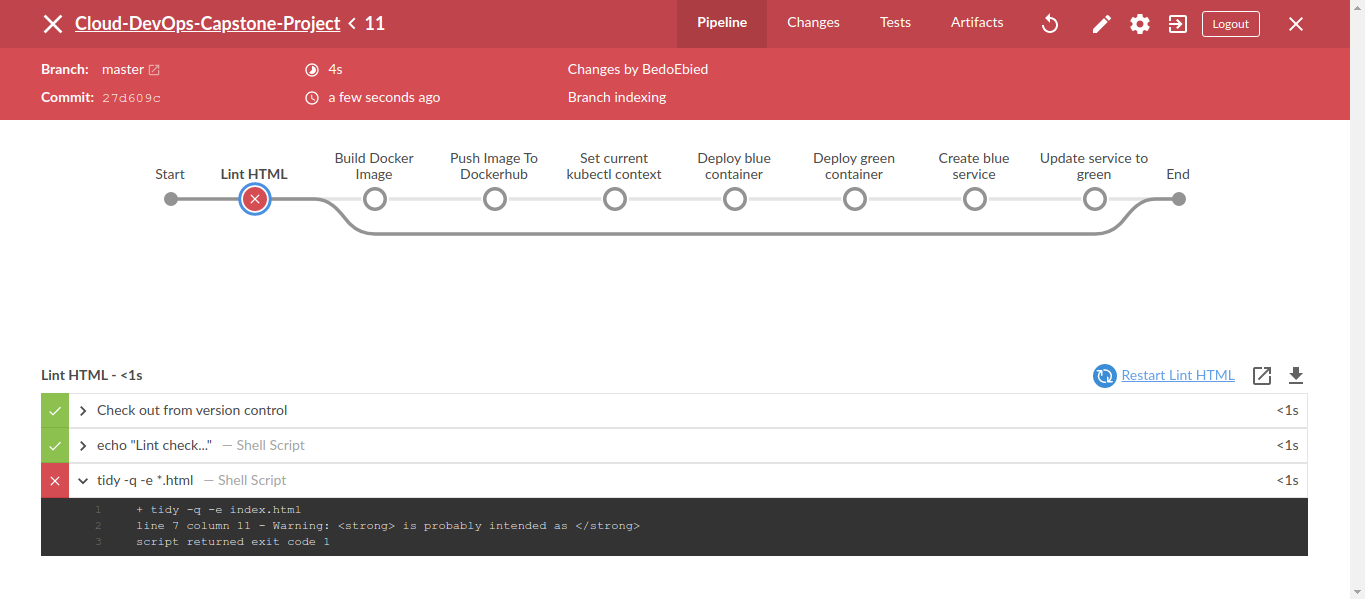 Cloud-DevOps-Capstone-Project < 11
Pipeline Changes Tests Artifacts Logout
Branch: master 4s Changes by BedoEbied
Commit: 27d609c a few seconds ago Branch indexing
Start
Lint HTML
Build Docker
Image
Push Image To
Dockerhub
Set current
kubectl context
Deploy blue
container
Deploy green
container
Create blue
service
Update service to
green
End
Lint HTML - <1s Restart Lint HTML
Check out from version control <1s
echo "Lint check..." — Shell Script <1s
tidy -q -e *.html — Shell Script <1s
1 + tidy -q -e index.html
2 line 7 column 11 - Warning: <strong> is probably intended as </strong>
3 script returned exit code 1